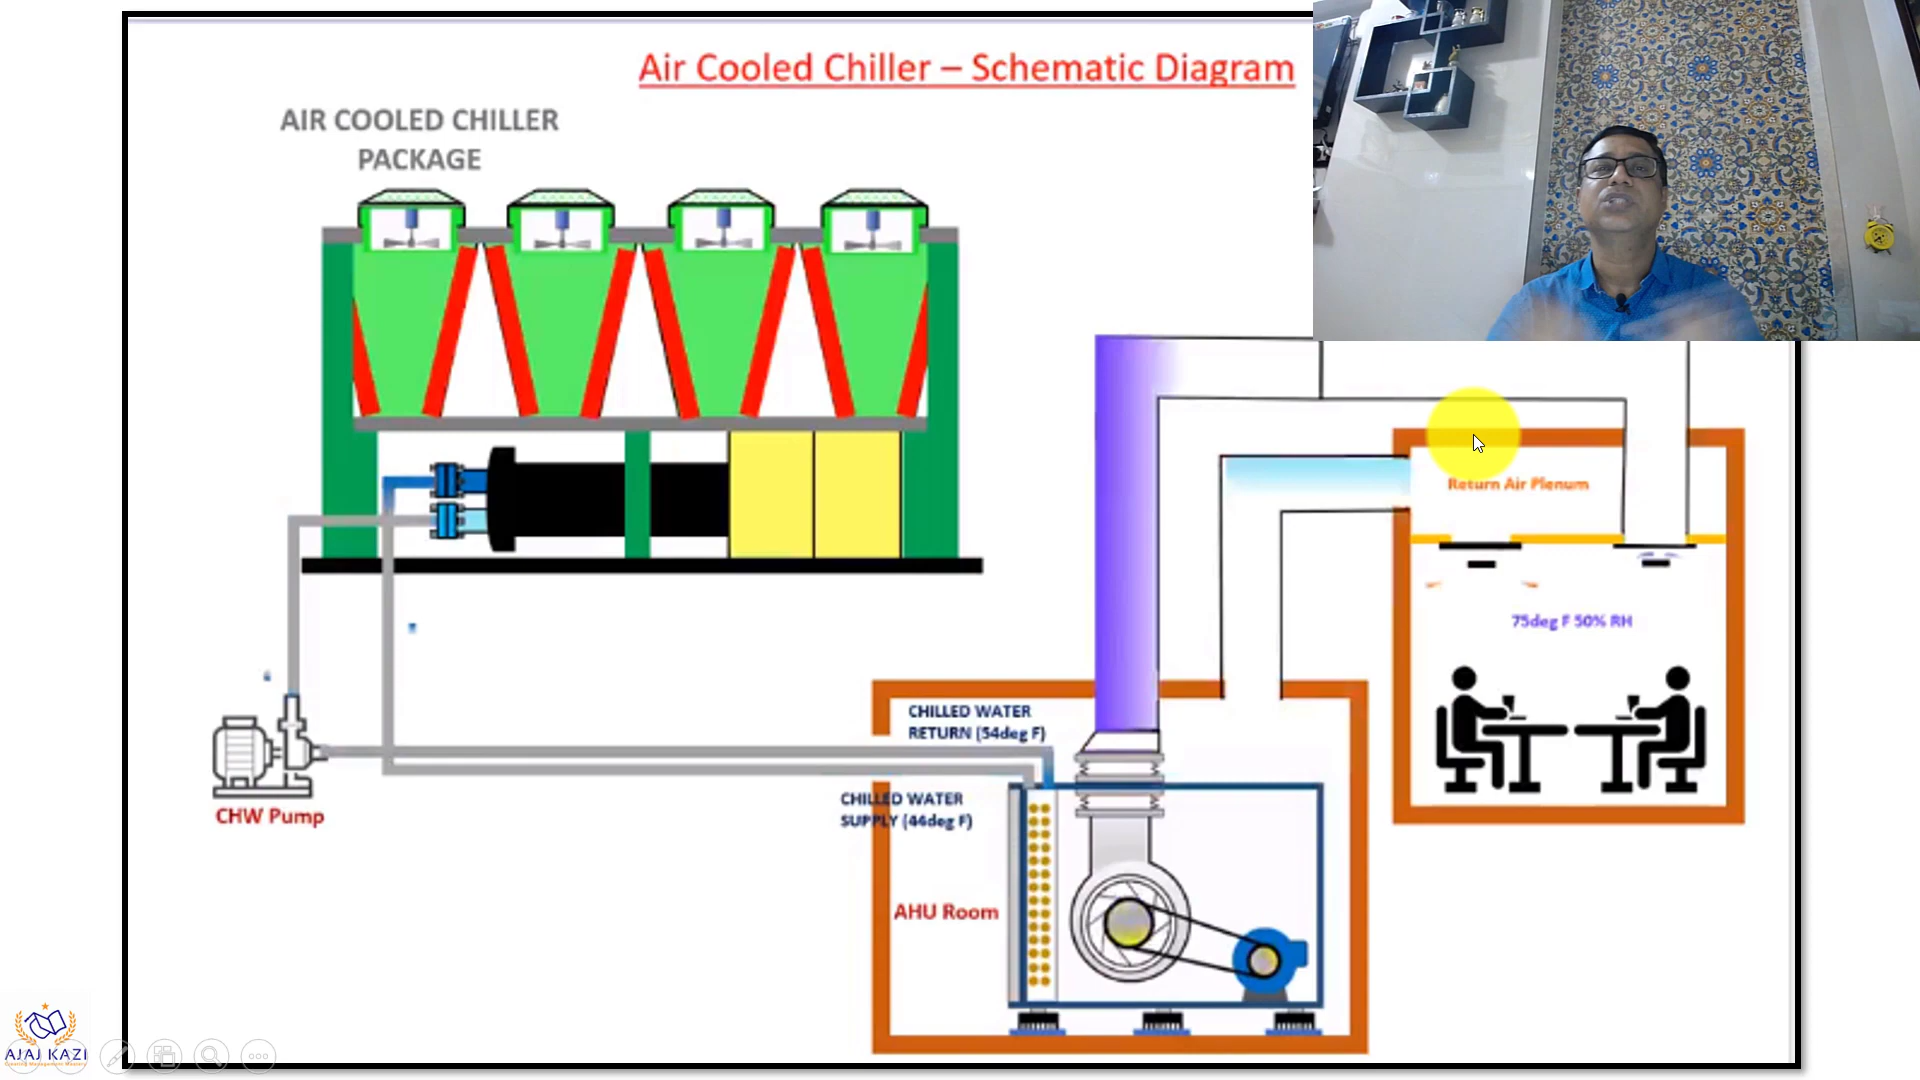 Air Cooled Chiller – Schematic Diagram
AIR COOLED CHILLER
PACKAGE
Return Air Plenum
75deg F 50% RH
CHILLED WATER
RETURN (54deg F)
CHW Pump
CHILLED WATER
SUPPLY (44deg F)
AHU Room
AJAJ KAZI